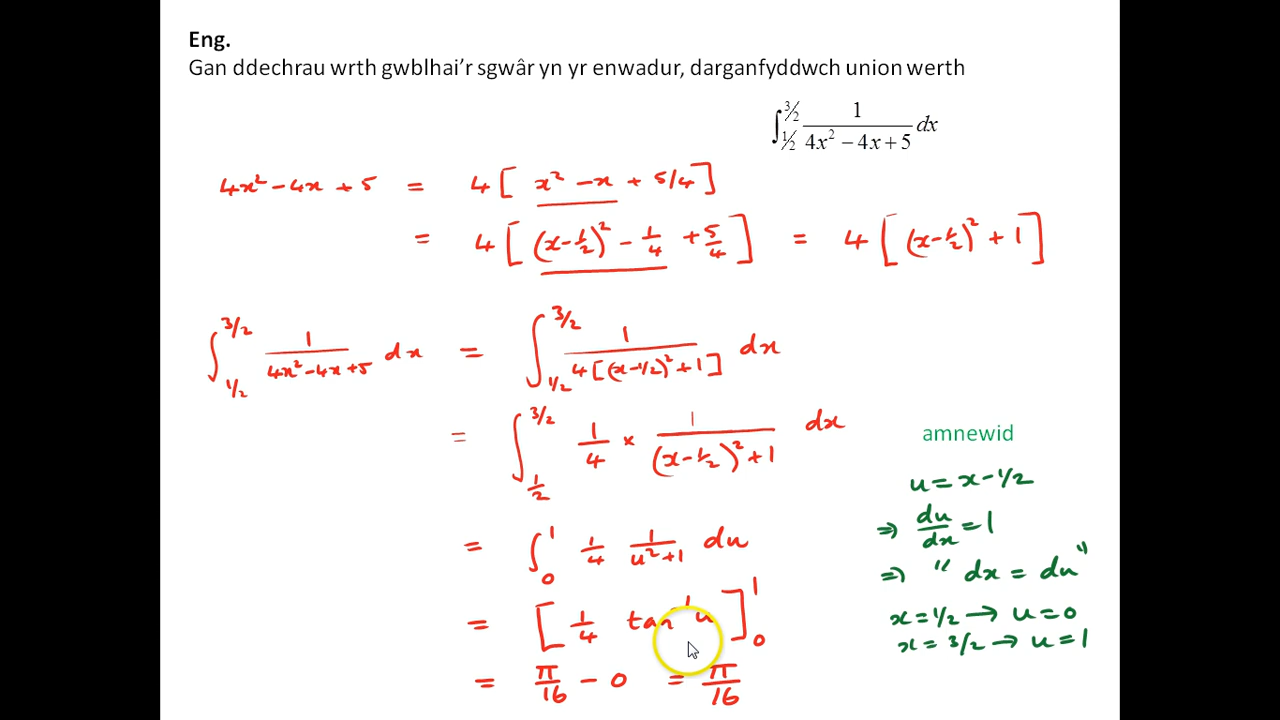 Eng.
Gan ddechrau wrth gwblhai’r sgwâr yn yr enwadur, darganfyddwch union werth
∫_{1/2}^{3/2} 1/(4x² − 4x + 5) dx
4x² − 4x + 5 = 4[x² − x + 5/4]
= 4[(x − 1/2)² − 1/4 + 5/4] = 4[(x − 1/2)² + 1]
∫_{1/2}^{3/2} 1/(4x² − 4x + 5) dx = ∫_{1/2}^{3/2} 1/(4[(x − 1/2)² + 1]) dx
= ∫_{1/2}^{3/2} 1/4 × 1/((x − 1/2)² + 1) dx
= ∫_0^1 1/4 1/(u² + 1) du
= [1/4 tan⁻¹ u]_0^1
= π/16 − 0 = π/16
amnewid
u = x − 1/2
⇒ du/dx = 1
⇒ "dx = du"
x = 1/2 → u = 0
x = 3/2 → u = 1